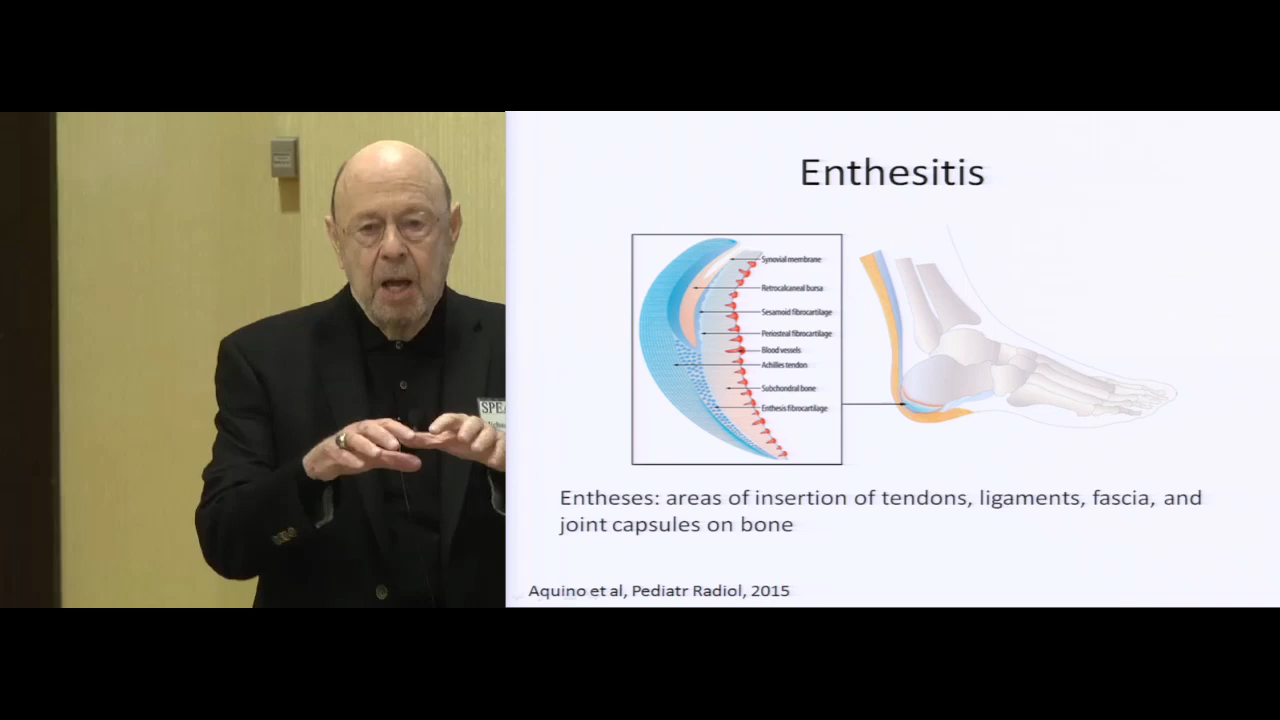 SPEA
Enthesitis
Synovial membrane
Retrocalcaneal bursa
Sesamoid fibrocartilage
Periosteal fibrocartilage
Blood vessels
Achilles tendon
Subchondral bone
Enthesis fibrocartilage
Entheses: areas of insertion of tendons, ligaments, fascia, and
joint capsules on bone
Aquino et al, Pediatr Radiol, 2015